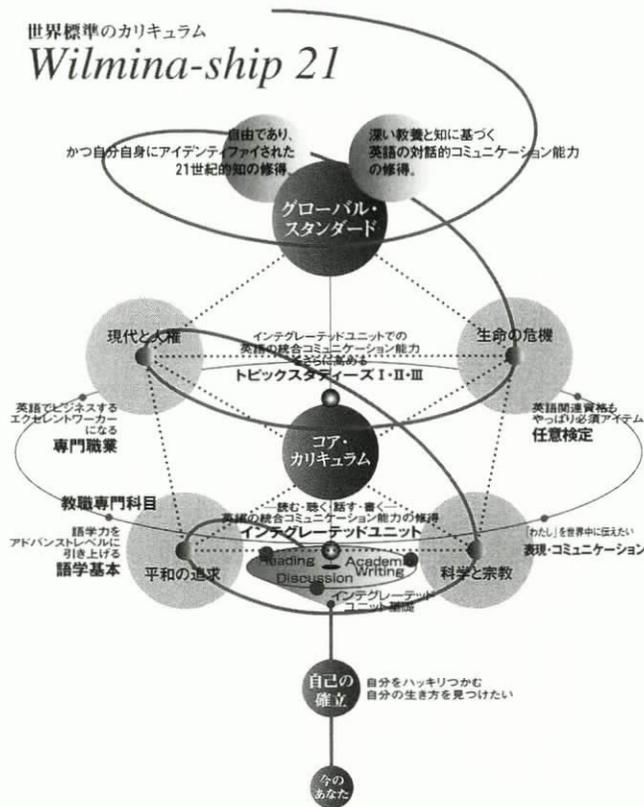 世界標準のカリキュラム
Wilmina-ship 21
自由であり、
かつ自分自身にアイデンティファイされた
21世紀的知の修得。
深い教養と知に基づく
英語の対話的コミュニケーション能力
の修得。
グローバル・
スタンダード
現代と人権
インテグレーテッドユニットでの
英語の統合コミュニケーション能力
をさらに高める
トピックスタディーズⅠ・Ⅱ・Ⅲ
生命の危機
英語でビジネスする
エクセレントワーカー
になる
専門職業
英語関連資格も
やっぱり必須アイテム
任意検定
コア・
カリキュラム
教職専門科目
語学力を
アドバンストレベルに
引き上げる
語学基本
平和の追求
読む・聴く・話す・書く
英語の統合コミュニケーション能力の修得
インテグレーテッドユニット
Reading
Academic
Writing
Discussion
インテグレーテッド
ユニット基礎
科学と宗教
「わたし」を世界中に伝えたい
表現・コミュニケーション
自己の
確立
自分をハッキリつかむ
自分の生き方を見つけたい
今の
あなた